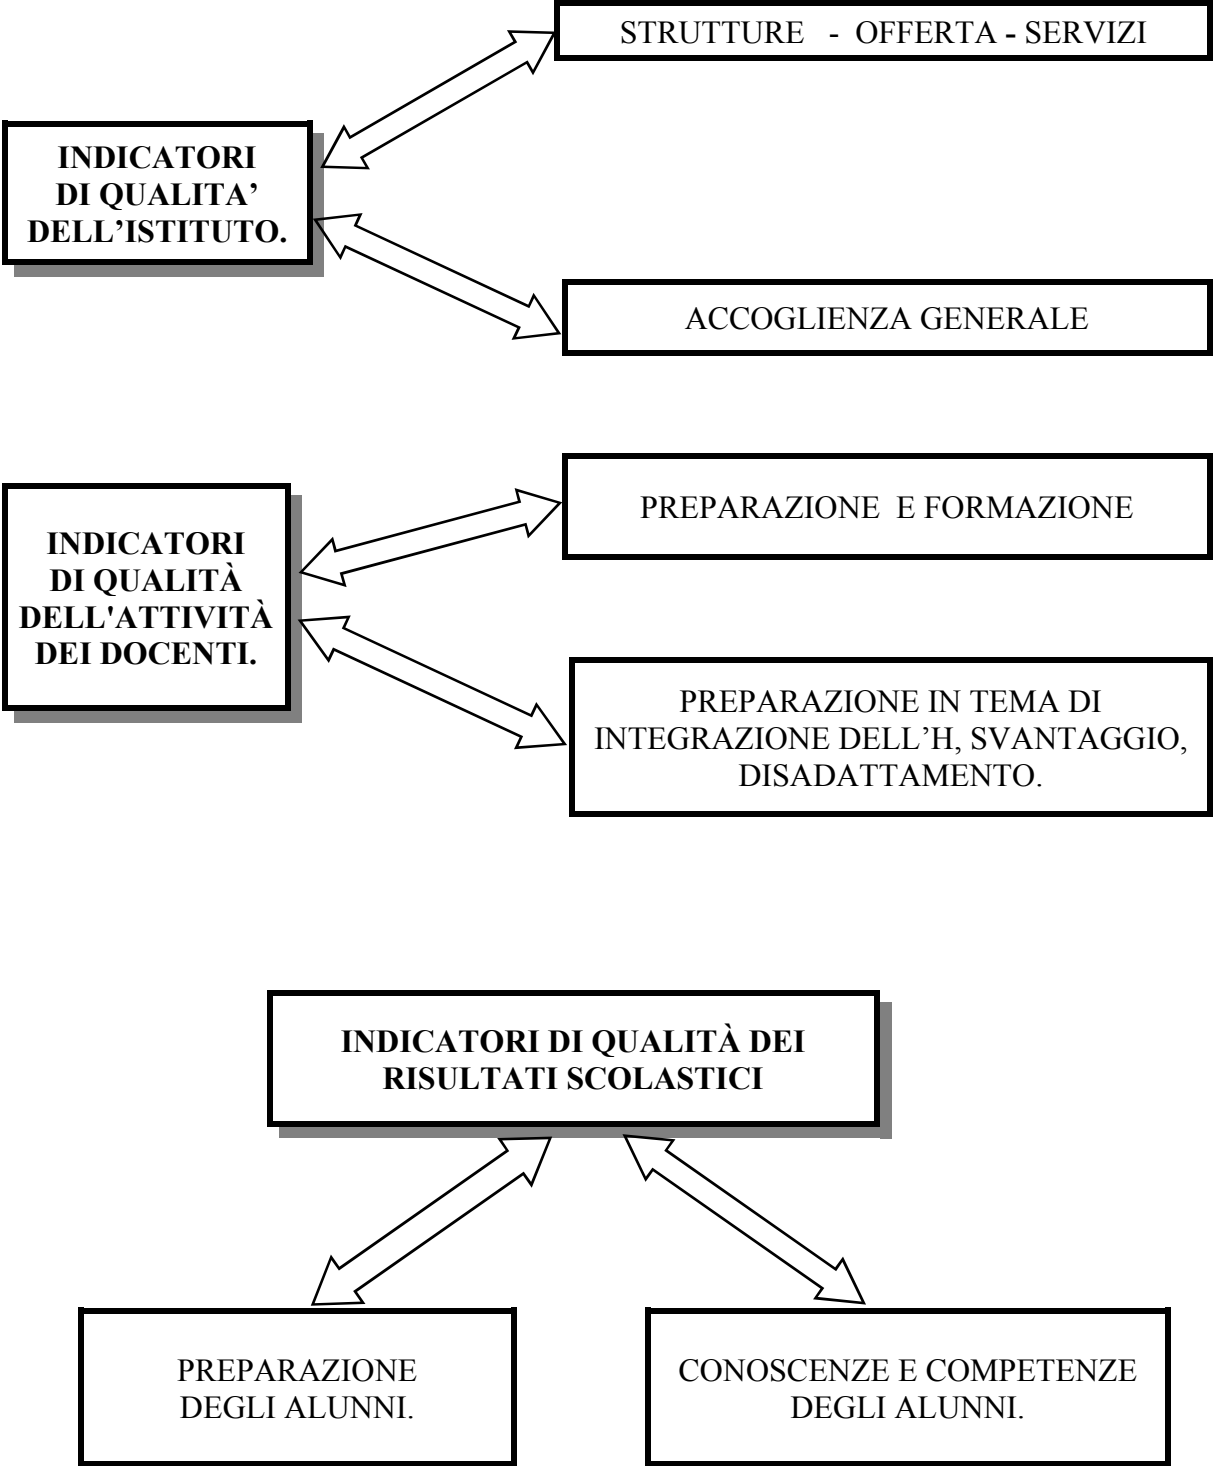 STRUTTURE - OFFERTA - SERVIZI
INDICATORI
DI QUALITA’
DELL’ISTITUTO.
ACCOGLIENZA GENERALE
PREPARAZIONE E FORMAZIONE
INDICATORI
DI QUALITÀ
DELL'ATTIVITÀ
DEI DOCENTI.
PREPARAZIONE IN TEMA DI
INTEGRAZIONE DELL’H, SVANTAGGIO,
DISADATTAMENTO.
INDICATORI DI QUALITÀ DEI
RISULTATI SCOLASTICI
PREPARAZIONE
DEGLI ALUNNI.
CONOSCENZE E COMPETENZE
DEGLI ALUNNI.